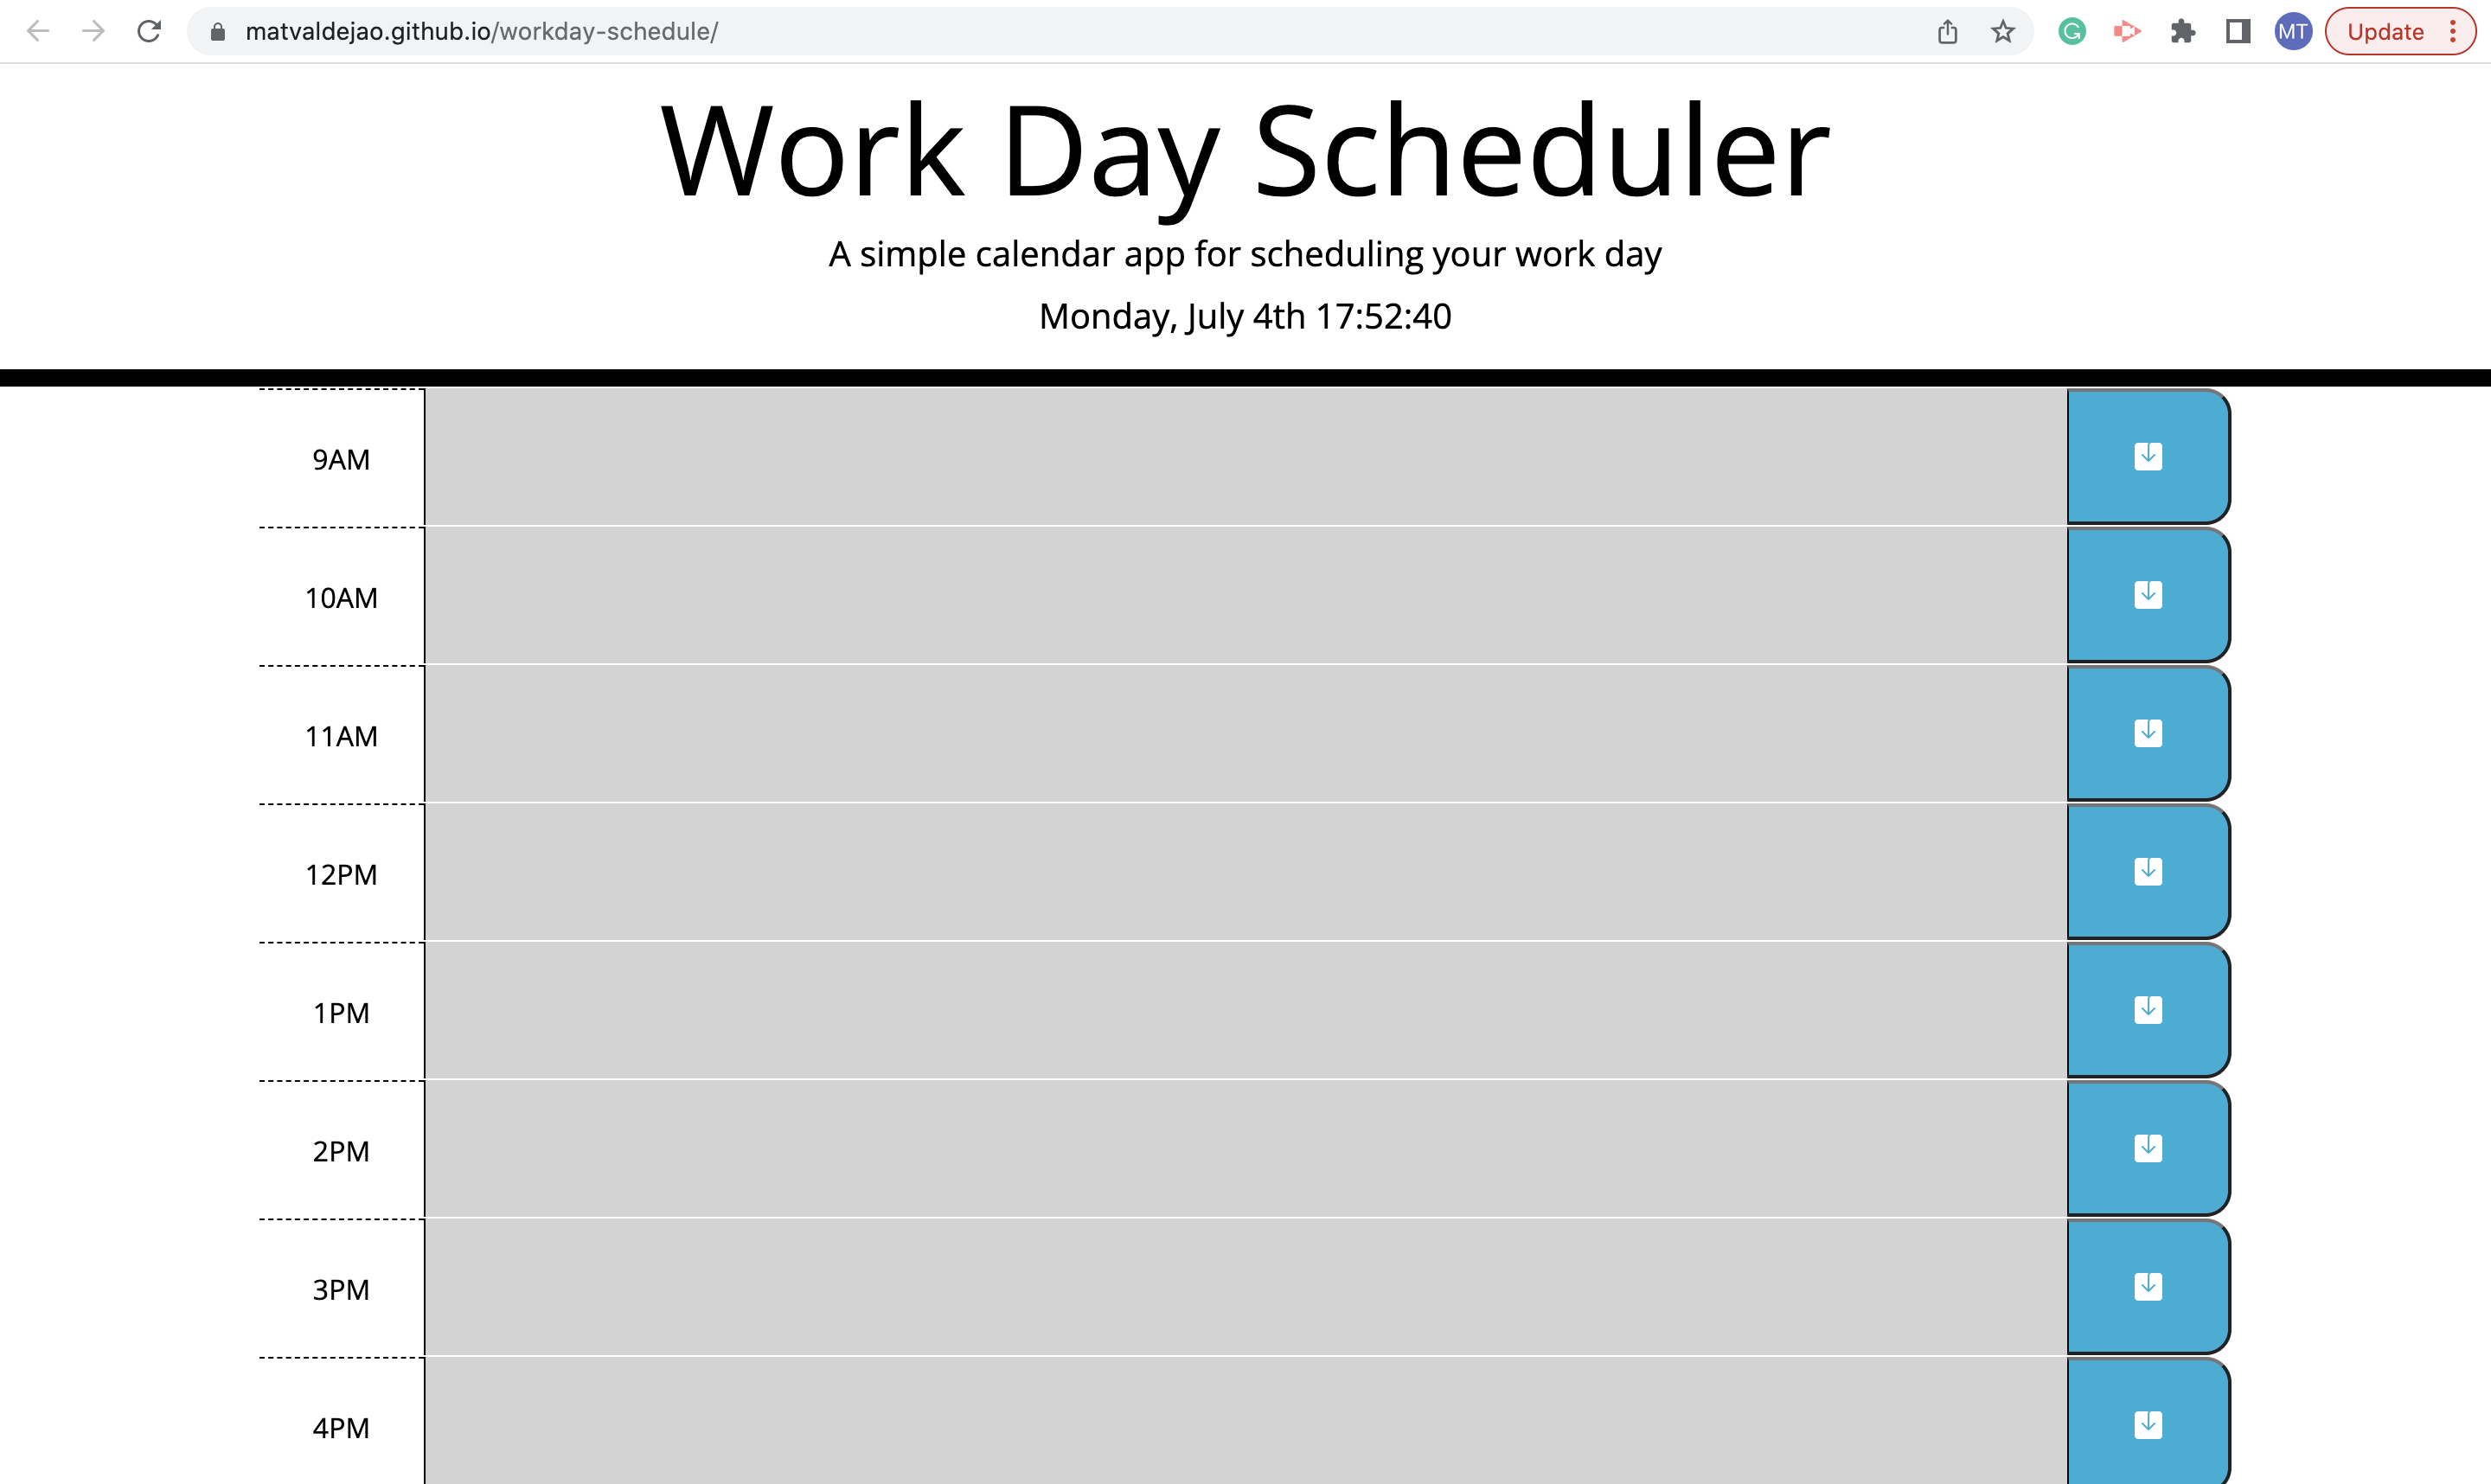 matvaldejao.github.io/workday-schedule/
MT
Update
Work Day Scheduler
A simple calendar app for scheduling your work day
Monday, July 4th 17:52:40
9AM
10AM
11AM
12PM
1PM
2PM
3PM
4PM